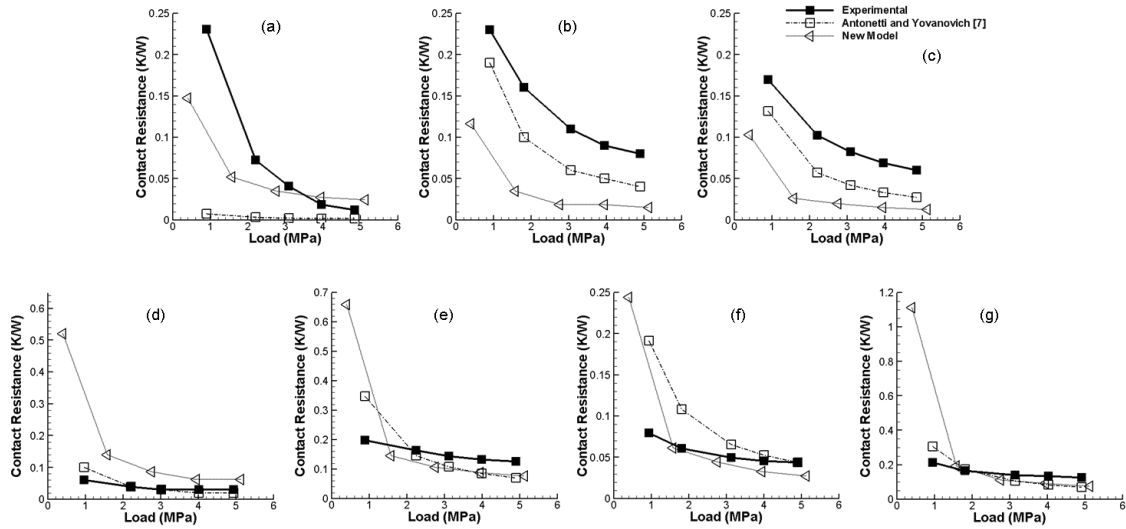 Experimental
Antonetti and Yovanovich [7]
New Model
(a)
Contact Resistance (K/W)
0.25
0.2
0.15
0.1
0.05
0
0 1 2 3 4 5 6
Load (MPa)
(b)
Contact Resistance (K/W)
0.25
0.2
0.15
0.1
0.05
0
0 1 2 3 4 5 6
Load (MPa)
(c)
Contact Resistance (K/W)
0.25
0.2
0.15
0.1
0.05
0
0 1 2 3 4 5 6
Load (MPa)
(d)
Contact Resistance (K/W)
0.6
0.5
0.4
0.3
0.2
0.1
0
0 1 2 3 4 5 6
Load (MPa)
(e)
Contact Resistance (K/W)
0.7
0.6
0.5
0.4
0.3
0.2
0.1
0
0 1 2 3 4 5 6
Load (MPa)
(f)
Contact Resistance (K/W)
0.25
0.2
0.15
0.1
0.05
0
0 1 2 3 4 5 6
Load (MPa)
(g)
Contact Resistance (K/W)
1.2
1
0.8
0.6
0.4
0.2
0
0 1 2 3 4 5 6
Load (MPa)